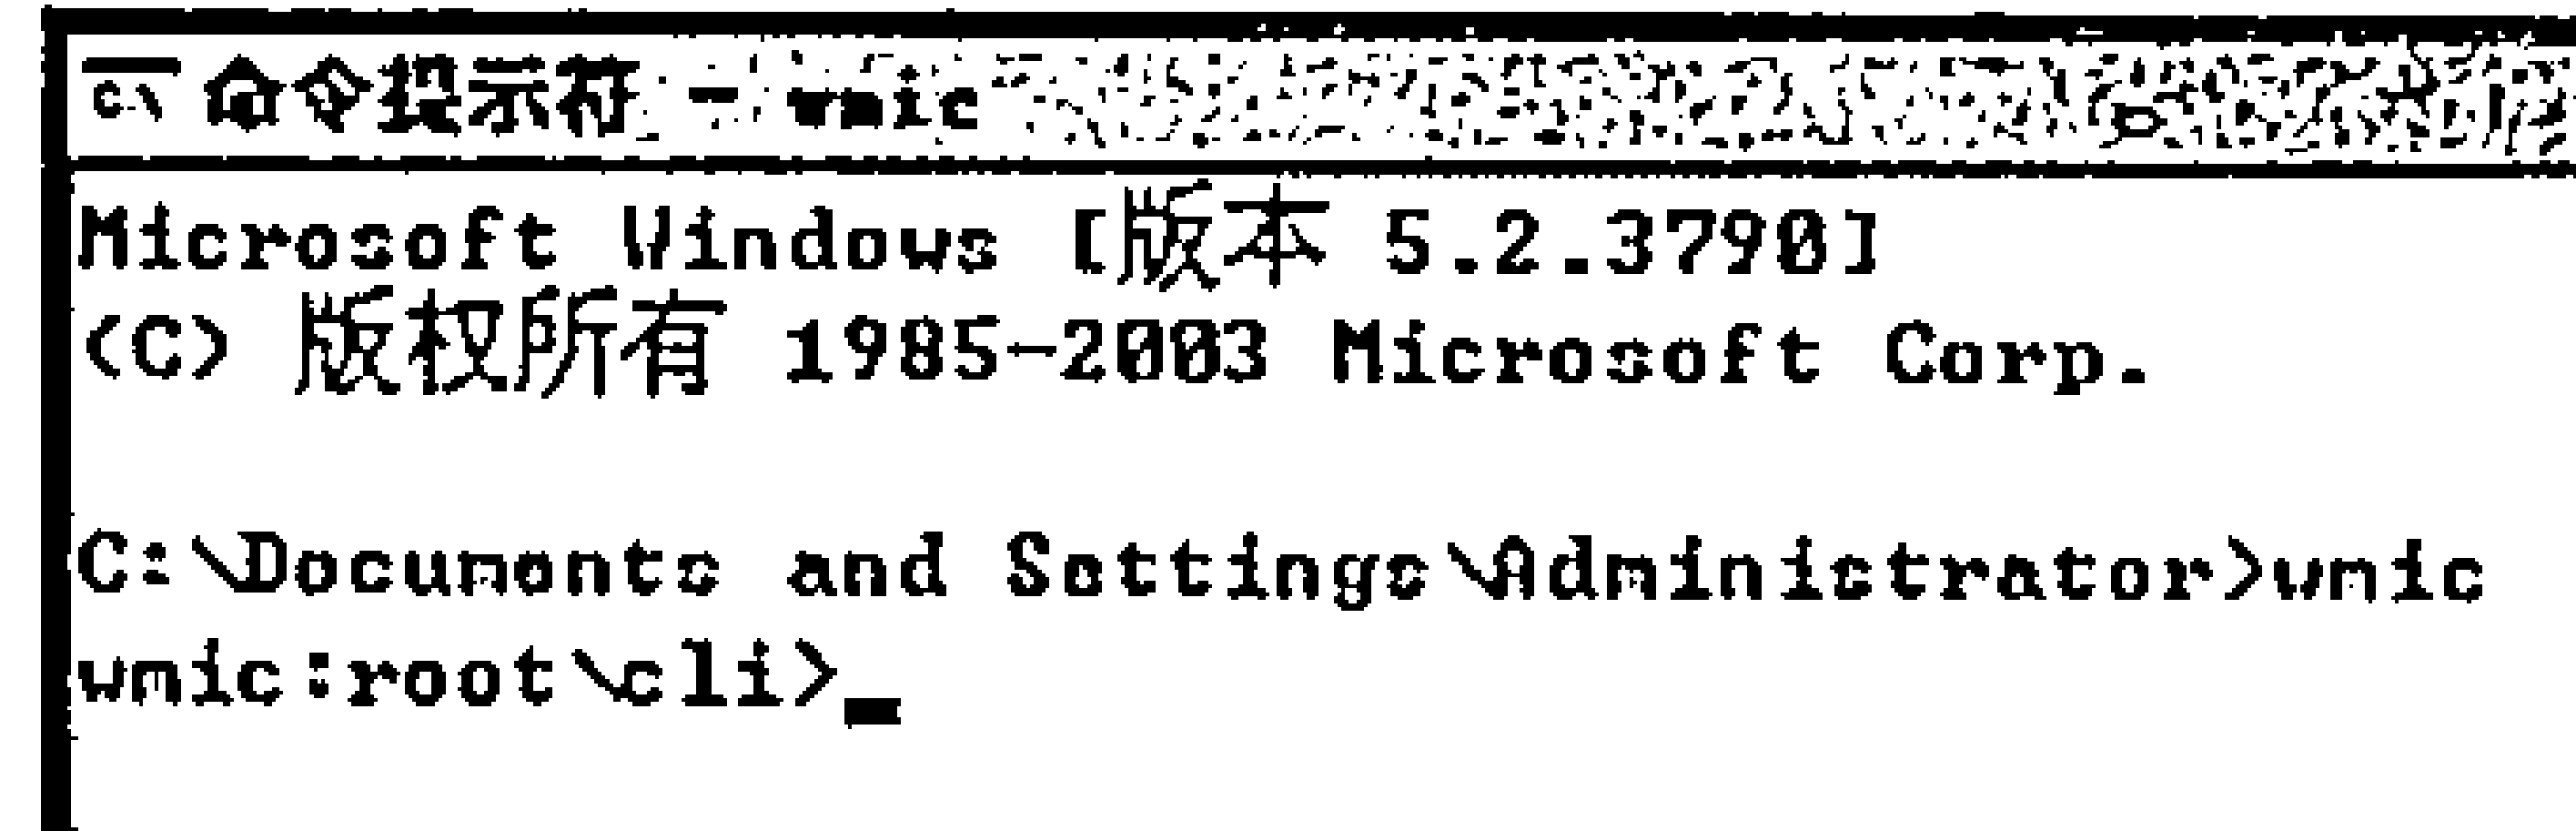 命令提示符 - wmic
Microsoft Windows [版本 5.2.3790]
(C) 版权所有 1985-2003 Microsoft Corp.
C:\Documents and Settings\Administrator>wmic
wmic:root\cli>